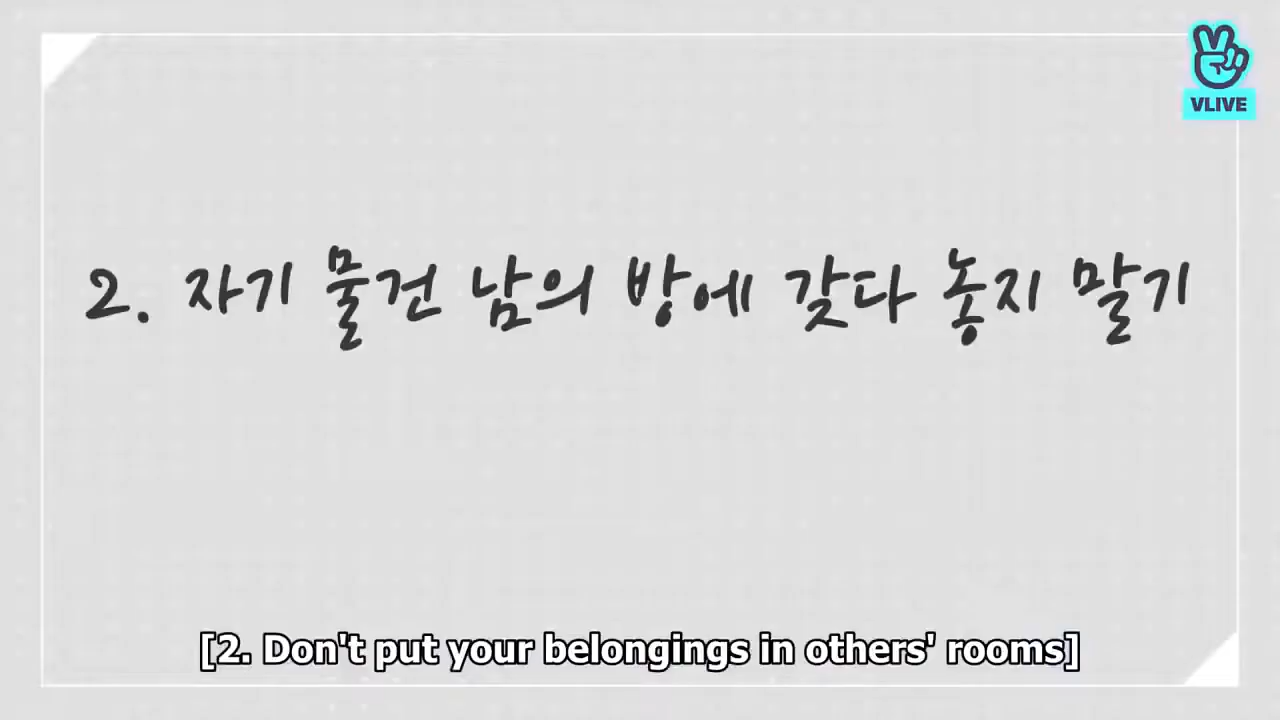 VLIVE
2. 자기 물건 남의 방에 갖다 놓지 말기
[2. Don't put your belongings in others' rooms]